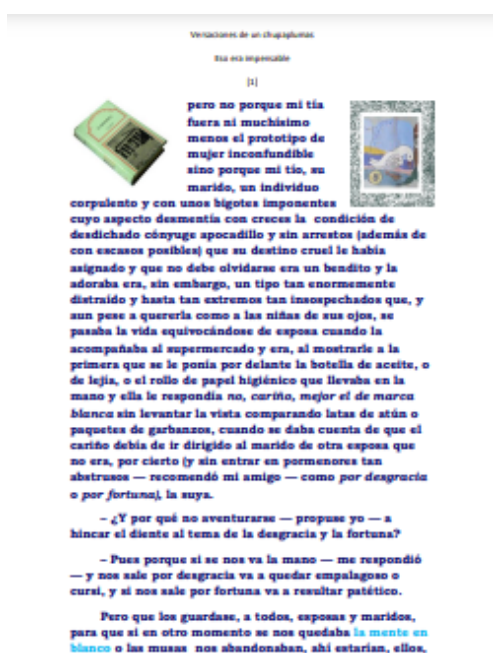 Versaciones de un chupaplumas
Eso era impensable
[1]
pero no porque mi tía
fuera ni muchísimo
menos el prototipo de
mujer inconfundible
sino porque mi tío, su
marido, un individuo
corpulento y con unos bigotes imponentes
cuyo aspecto desmentía con creces la condición de
desdichado cónyuge apocadillo y sin arrestos (además de
con escasos posibles) que su destino cruel le había
asignado y que no debe olvidarse era un bendito y la
adoraba era, sin embargo, un tipo tan enormemente
distraído y hasta tan extremos tan insospechados que, y
aun pese a quererla como a las niñas de sus ojos, se
pasaba la vida equivocándose de esposa cuando la
acompañaba al supermercado y era, al mostrarle a la
primera que se le ponía por delante la botella de aceite, o
de lejía, o el rollo de papel higiénico que llevaba en la
mano y ella le respondía no, cariño, mejor el de marca
blanca sin levantar la vista comparando latas de atún o
paquetes de garbanzos, cuando se daba cuenta de que el
cariño debía de ir dirigido al marido de otra esposa que
no era, por cierto (y sin entrar en pormenores tan
abstrusos — recomendó mi amigo — como por desgracia
o por fortuna), la suya.
– ¿Y por qué no aventurarse — propuse yo — a
hincar el diente al tema de la desgracia y la fortuna?
– Pues porque si se nos va la mano — me respondió
— y nos sale por desgracia va a quedar empalagoso o
cursi, y si nos sale por fortuna va a resultar patético.
Pero que los guardase, a todos, esposas y maridos,
para que si en otro momento se nos quedaba la mente en
blanco o las musas nos abandonaban, ahí estarían, ellos,